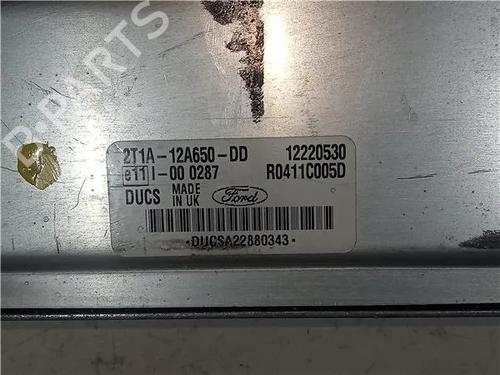 B-PARTS
2T1A-12A650-DD 12220530
e11 I-00 0287 R0411C005D
DUCS MADE IN UK Ford
·DUCSA22880343·